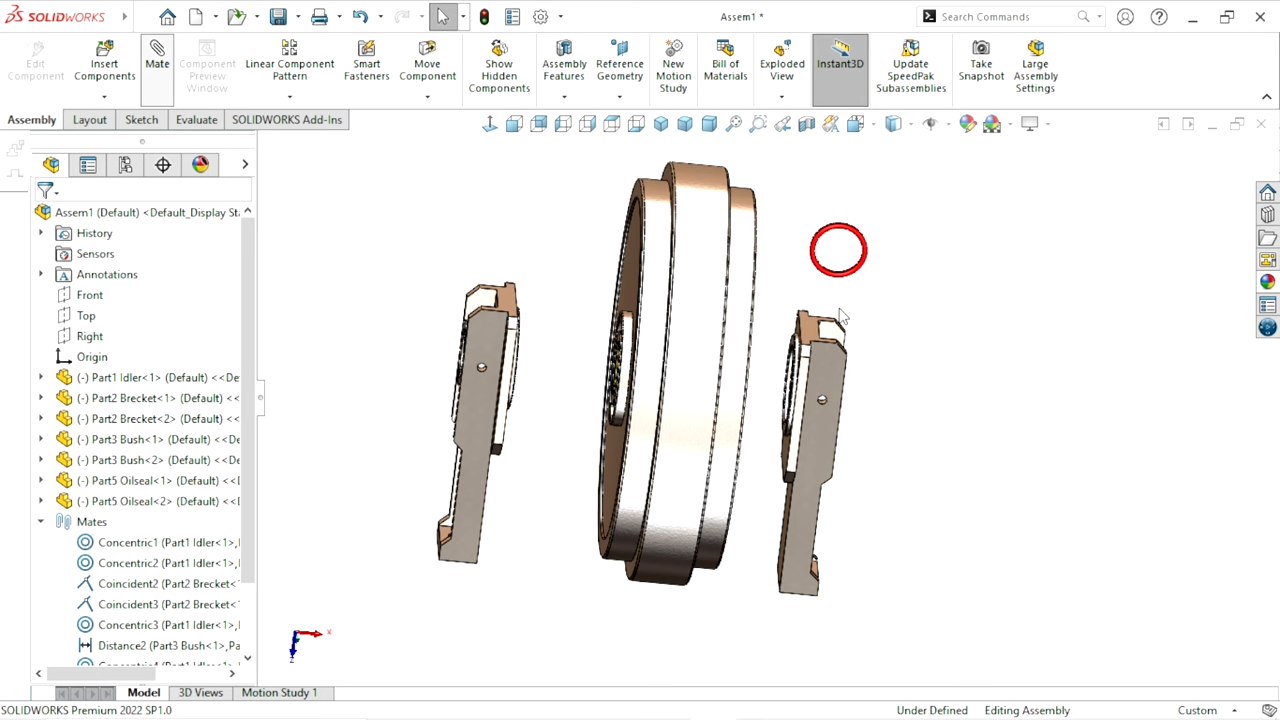 SOLIDWORKS
Assem1 *
Search Commands
Edit
Component
Insert
Components
Mate
Component
Preview
Window
Linear Component
Pattern
Smart
Fasteners
Move
Component
Show
Hidden
Components
Assembly
Features
Reference
Geometry
New
Motion
Study
Bill of
Materials
Exploded
View
Instant3D
Update
SpeedPak
Subassemblies
Take
Snapshot
Large
Assembly
Settings
Assembly Layout Sketch Evaluate SOLIDWORKS Add-Ins
Assem1 (Default) <Default_Display Sta
History
Sensors
Annotations
Front
Top
Right
Origin
(-) Part1 Idler<1> (Default) <<De
(-) Part2 Brecket<1> (Default) <<
(-) Part2 Brecket<2> (Default) <<
(-) Part3 Bush<1> (Default) <<De
(-) Part3 Bush<2> (Default) <<De
(-) Part5 Oilseal<1> (Default) <<D
(-) Part5 Oilseal<2> (Default) <<D
Mates
Concentric1 (Part1 Idler<1>,
Concentric2 (Part1 Idler<1>,
Coincident2 (Part2 Brecket<
Coincident3 (Part2 Brecket<1
Concentric3 (Part1 Idler<1>,
Distance2 (Part3 Bush<1>,Pa
x
z
Model 3D Views Motion Study 1
SOLIDWORKS Premium 2022 SP1.0
Under Defined Editing Assembly Custom